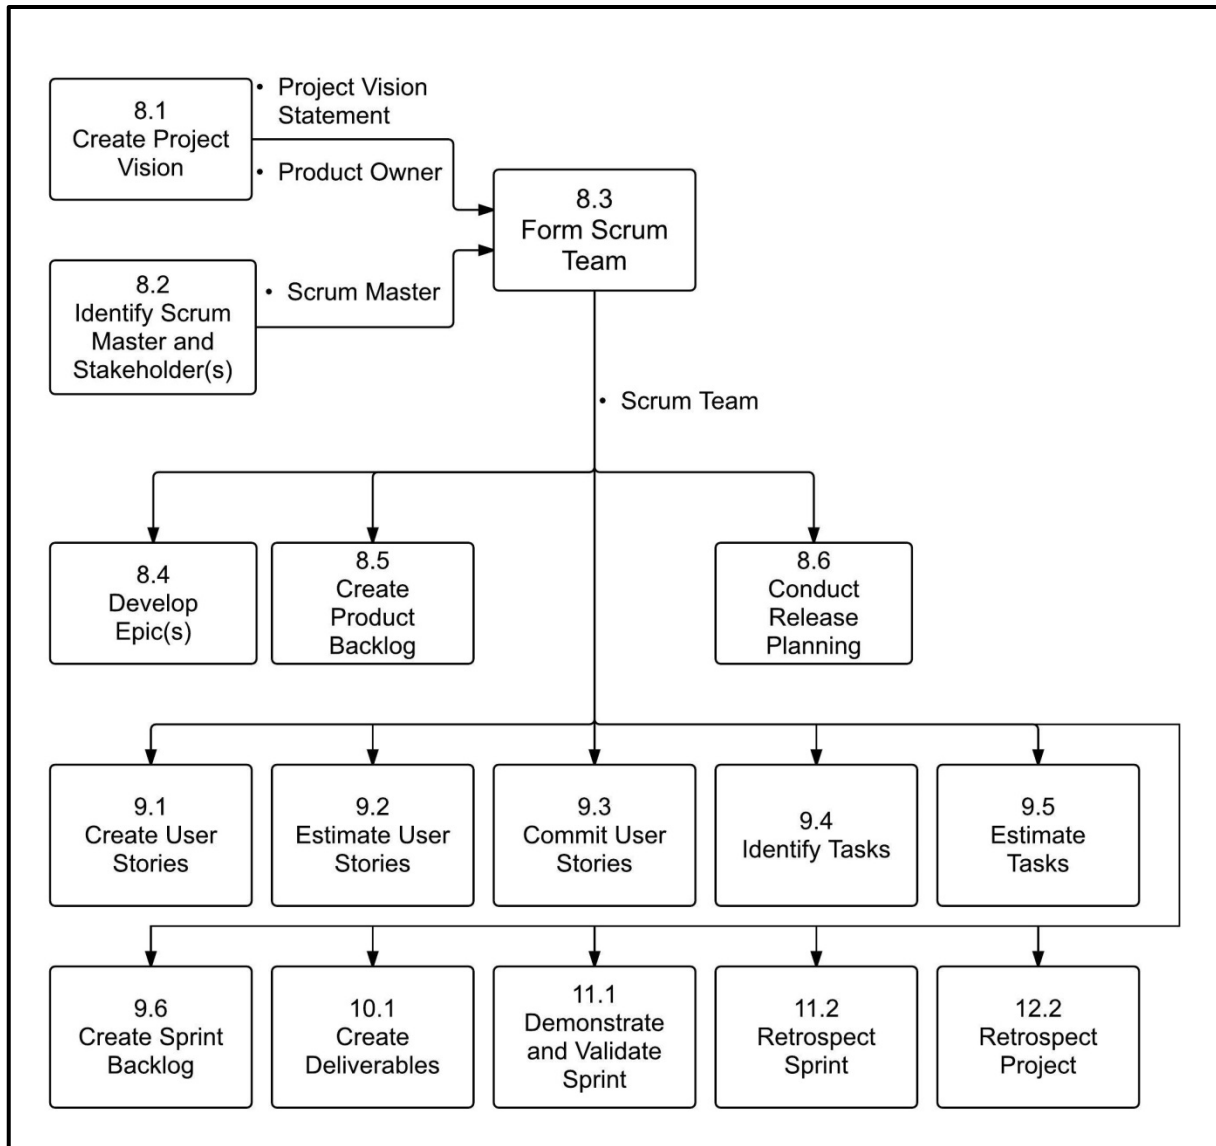 8.1
Create Project
Vision
• Project Vision
Statement
• Product Owner
8.2
Identify Scrum
Master and
Stakeholder(s)
• Scrum Master
8.3
Form Scrum
Team
• Scrum Team
8.4
Develop
Epic(s)
8.5
Create
Product
Backlog
8.6
Conduct
Release
Planning
9.1
Create User
Stories
9.2
Estimate User
Stories
9.3
Commit User
Stories
9.4
Identify Tasks
9.5
Estimate
Tasks
9.6
Create Sprint
Backlog
10.1
Create
Deliverables
11.1
Demonstrate
and Validate
Sprint
11.2
Retrospect
Sprint
12.2
Retrospect
Project